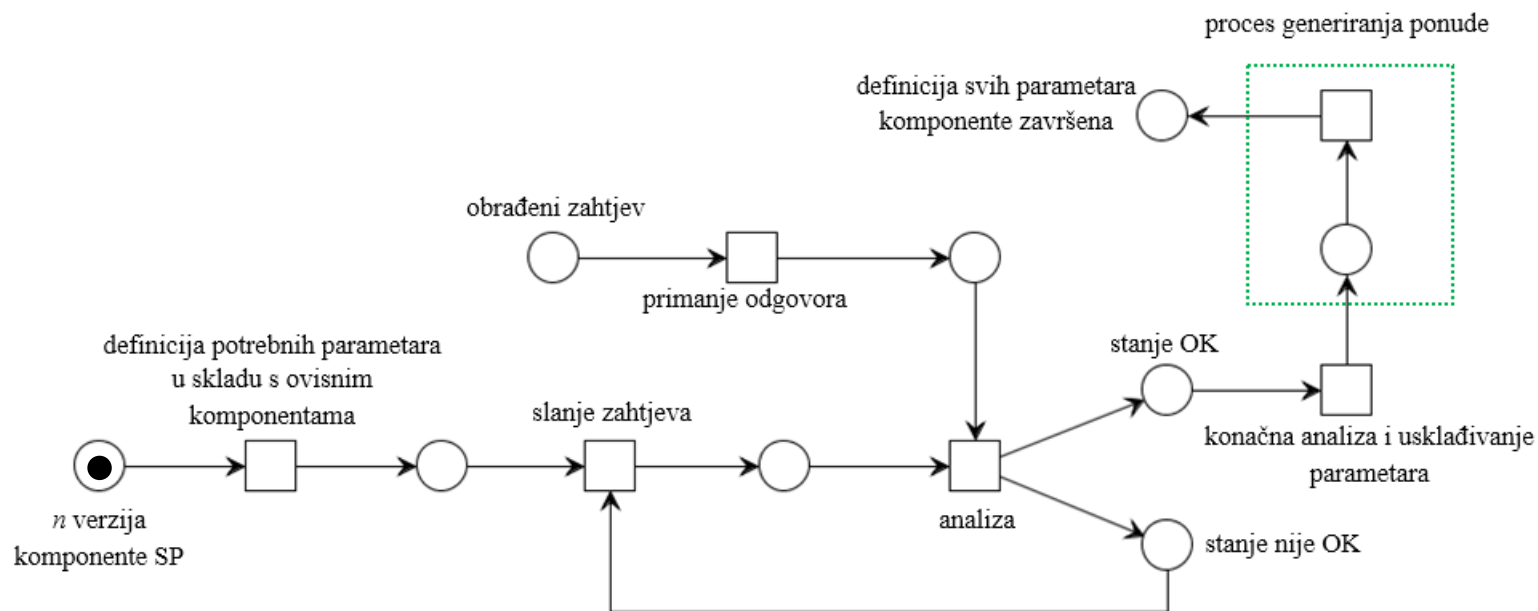 proces generiranja ponude
definicija svih parametara
komponente završena
obrađeni zahtjev
primanje odgovora
definicija potrebnih parametara
u skladu s ovisnim
komponentama
slanje zahtjeva
stanje OK
konačna analiza i usklađivanje
parametara
n verzija
komponente SP
analiza
stanje nije OK